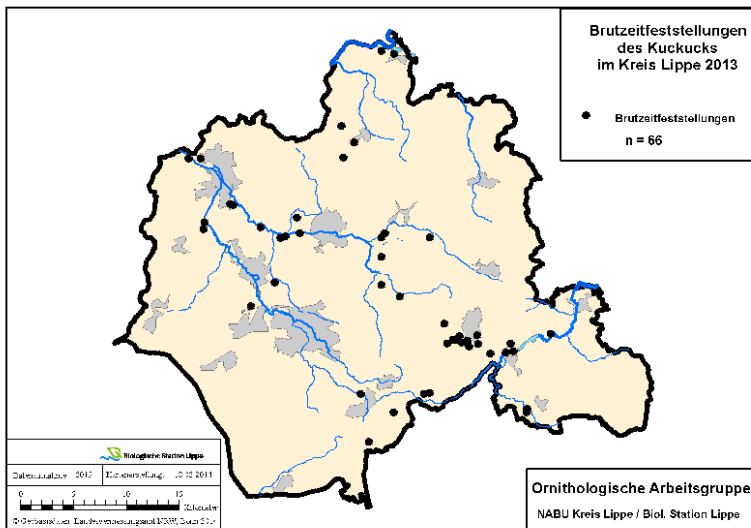 Brutzeitfeststellungen
des Kuckucks
im Kreis Lippe 2013
Brutzeitfeststellungen
n = 66
Biologische Station Lippe
0 5 10 15
Kilometer
Ornithologische Arbeitsgruppe
NABU Kreis Lippe / Biol. Station Lippe